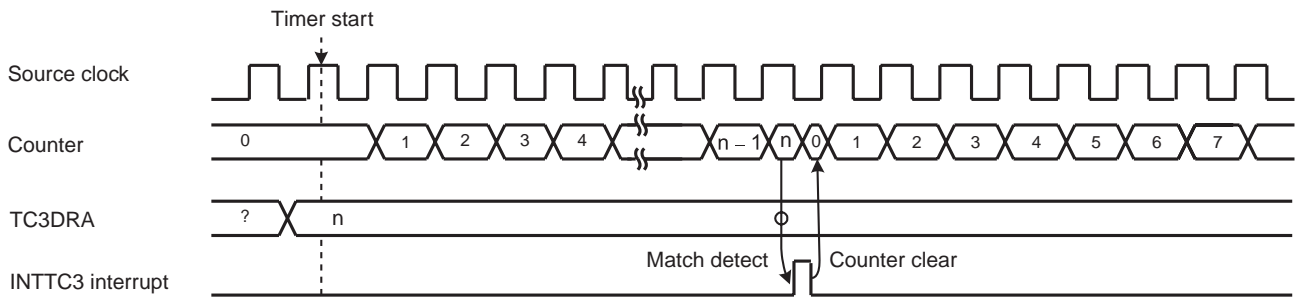 Timer start
Source clock
Counter 0 1 2 3 4 n – 1 n 0 1 2 3 4 5 6 7
TC3DRA ? n
Match detect Counter clear
INTTC3 interrupt